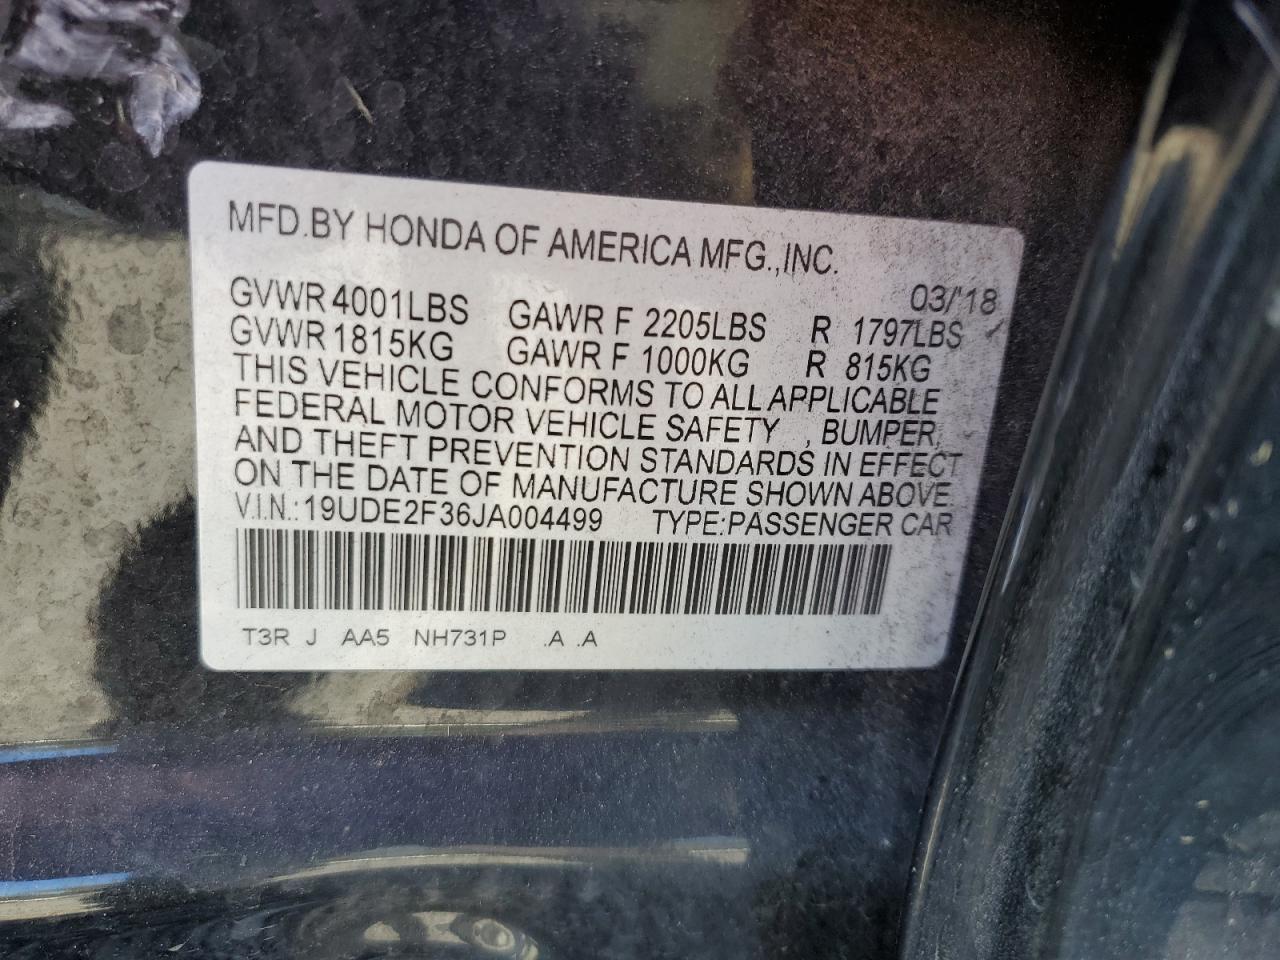 MFD.BY HONDA OF AMERICA MFG.,INC.
03/'18
GVWR 4001LBS GAWR F 2205LBS R 1797LBS
GVWR 1815KG GAWR F 1000KG R 815KG
THIS VEHICLE CONFORMS TO ALL APPLICABLE
FEDERAL MOTOR VEHICLE SAFETY , BUMPER,
AND THEFT PREVENTION STANDARDS IN EFFECT
ON THE DATE OF MANUFACTURE SHOWN ABOVE.
V.I.N.:19UDE2F36JA004499 TYPE:PASSENGER CAR
T3R J AA5 NH731P .A .A